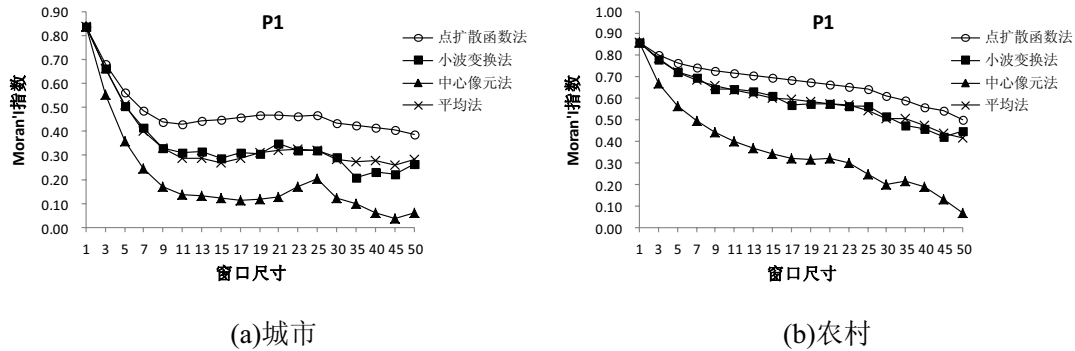 P1
0.90
0.80
0.70
0.60
0.50
0.40
0.30
0.20
0.10
0.00
Moran'I指数
1 3 5 7 9 11 13 15 17 19 21 23 25 30 35 40 45 50
窗口尺寸
点扩散函数法
小波变换法
中心像元法
平均法
(a)城市
P1
1.00
0.90
0.80
0.70
0.60
0.50
0.40
0.30
0.20
0.10
0.00
Moran'I指数
1 3 5 7 9 11 13 15 17 19 21 23 25 30 35 40 45 50
窗口尺寸
点扩散函数法
小波变换法
中心像元法
平均法
(b)农村